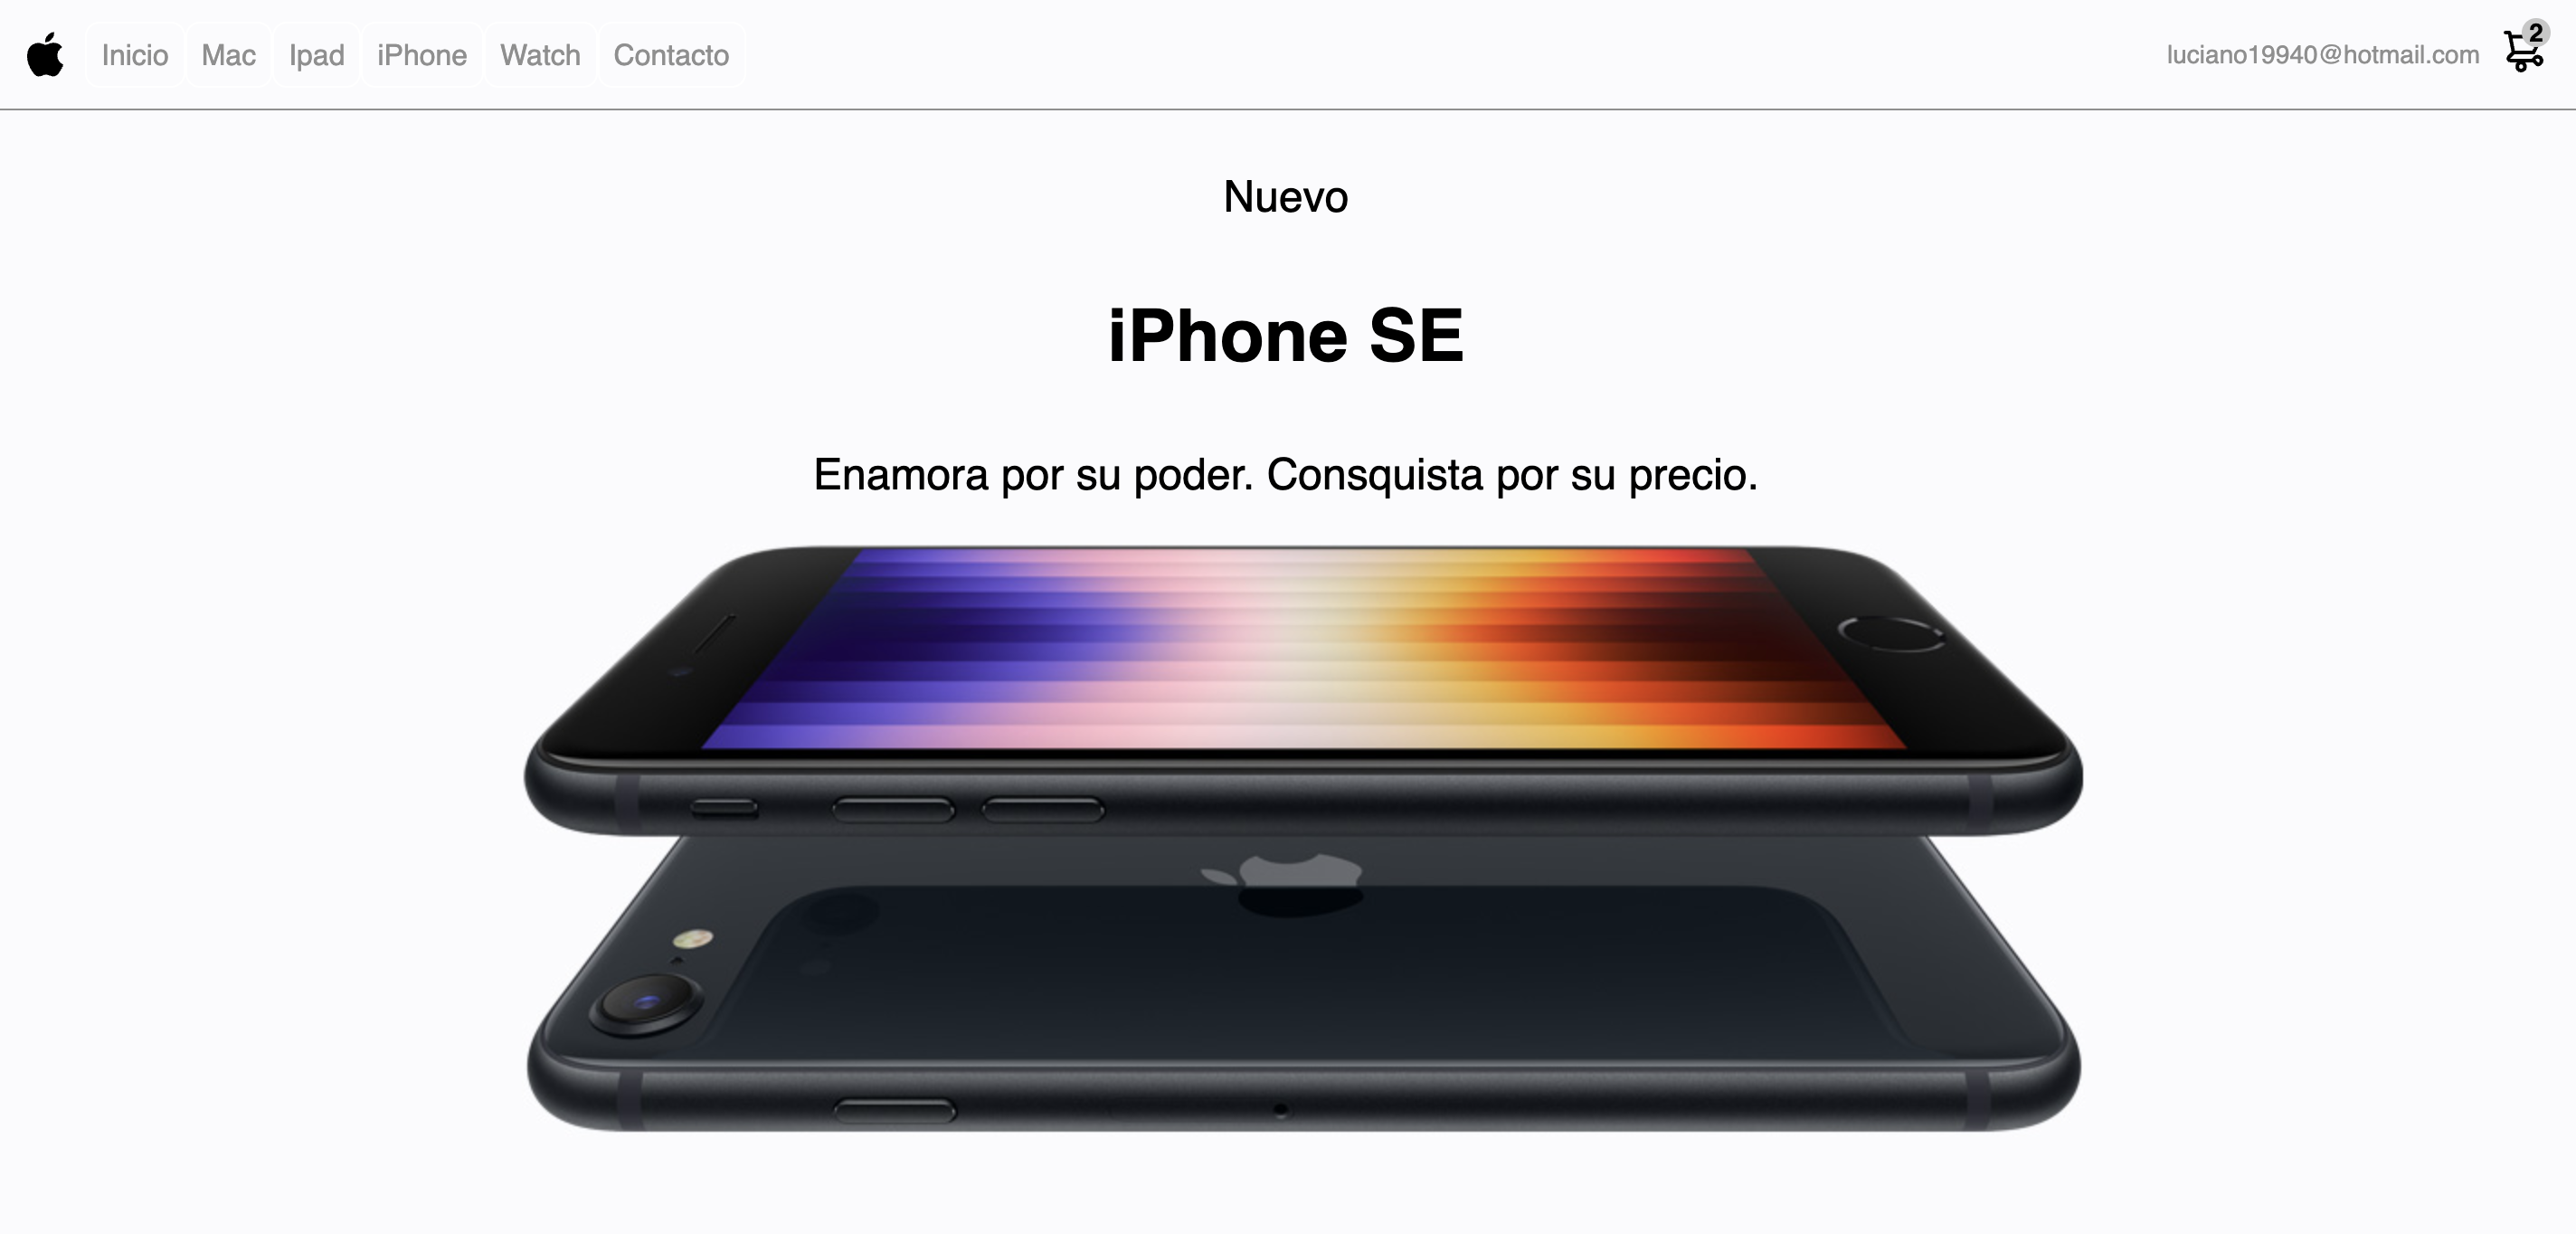 Inicio Mac Ipad iPhone Watch Contacto luciano19940@hotmail.com 2
Nuevo
iPhone SE
Enamora por su poder. Consquista por su precio.